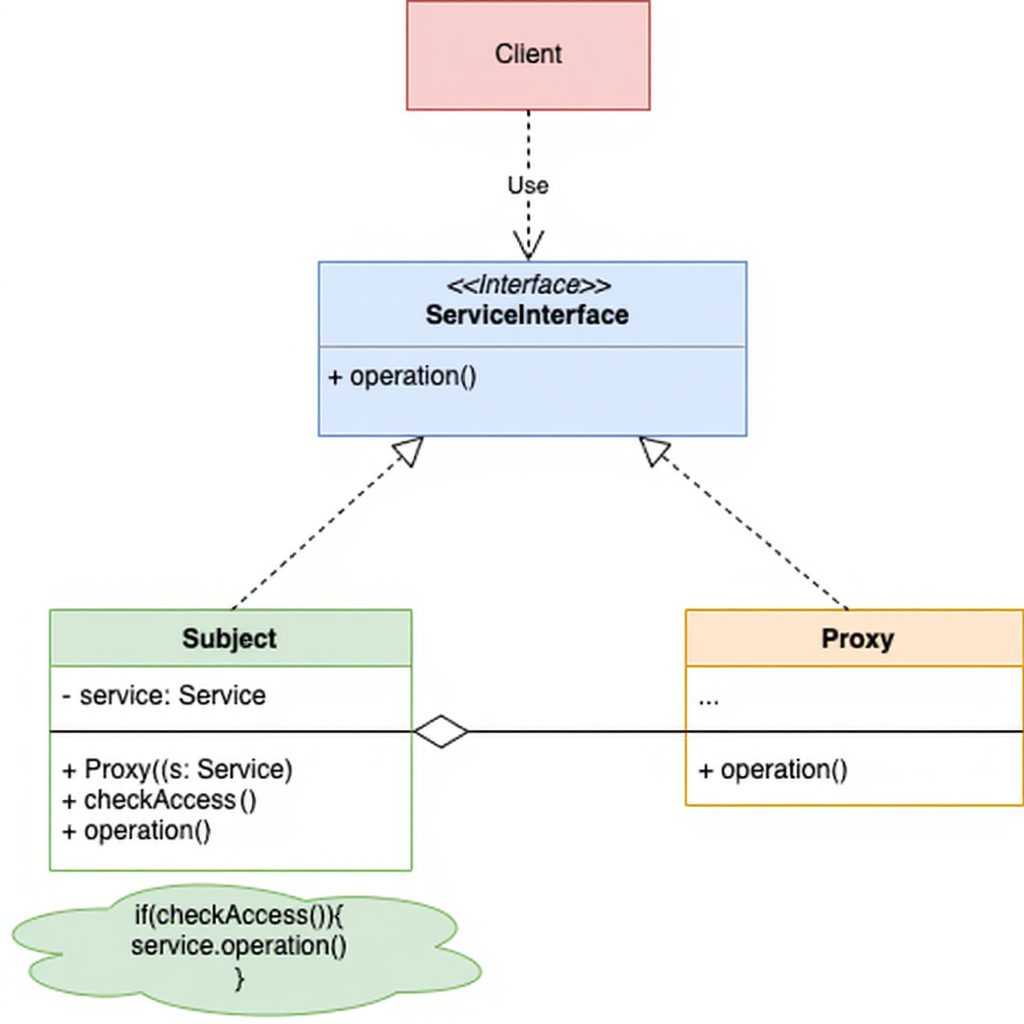 Client
Use
<<Interface>>
ServiceInterface
+ operation()
Subject
- service: Service
+ Proxy((s: Service)
+ checkAccess()
+ operation()
Proxy
...
+ operation()
if(checkAccess()){
service.operation()
}